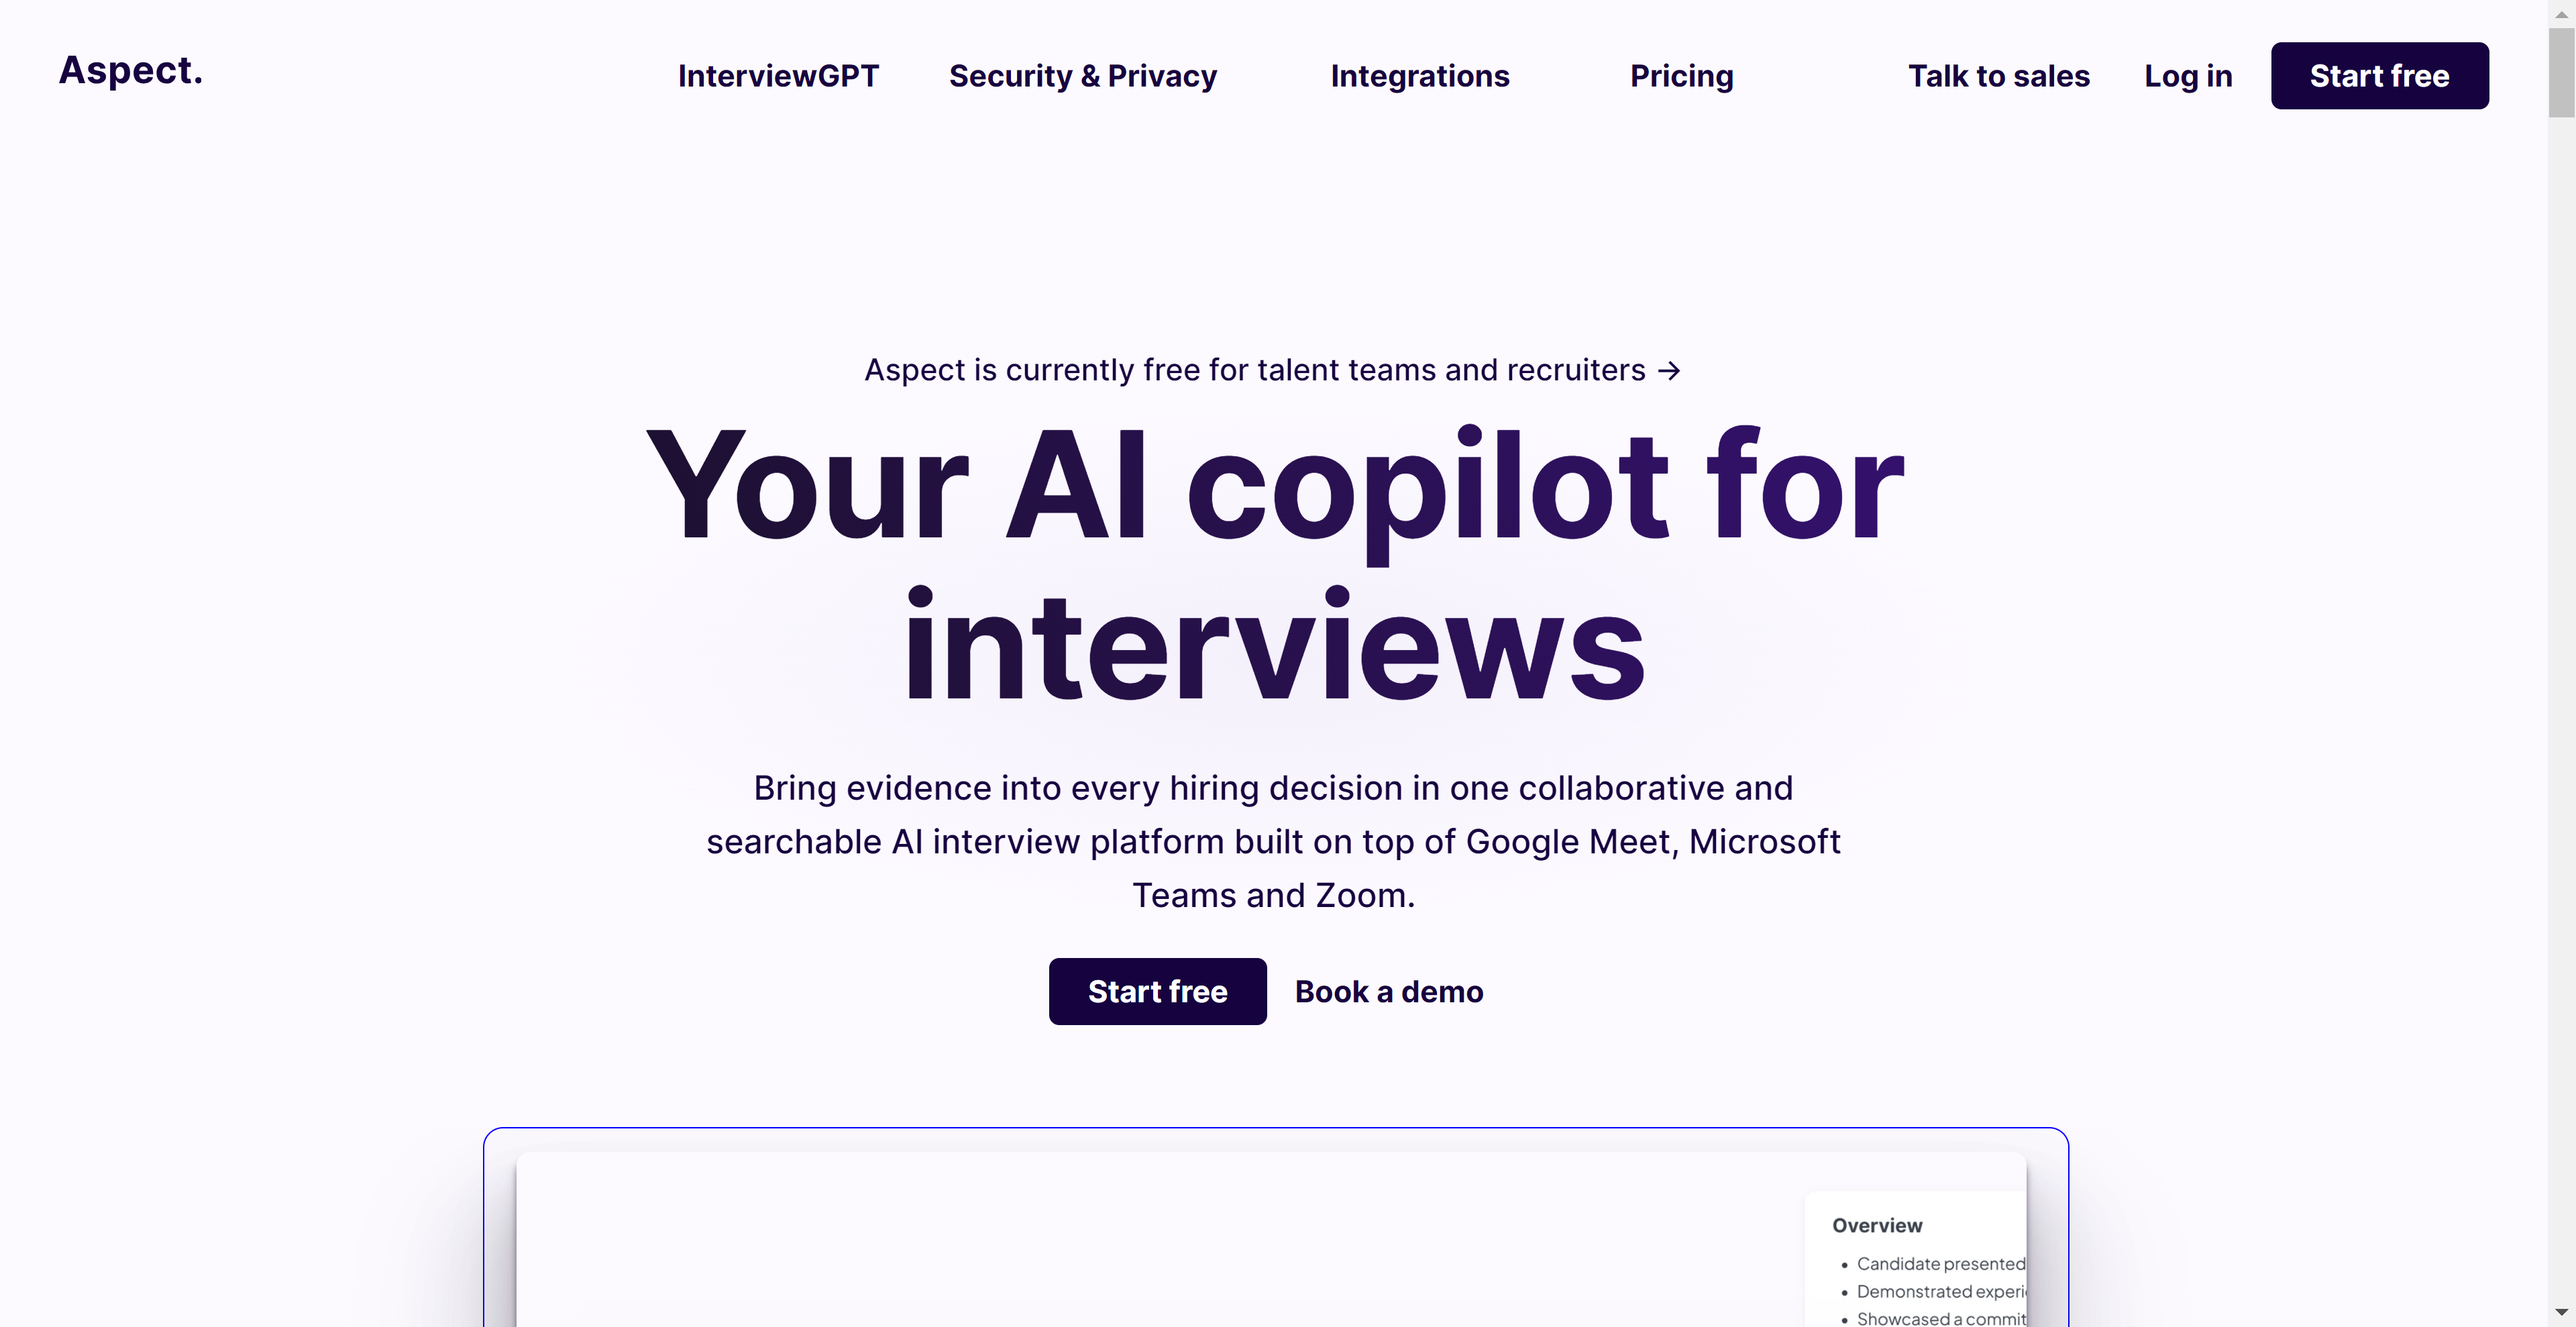 Aspect.
InterviewGPT
Security & Privacy
Integrations
Pricing
Talk to sales
Log in
Start free
Aspect is currently free for talent teams and recruiters →
Your AI copilot for
interviews
Bring evidence into every hiring decision in one collaborative and
searchable AI interview platform built on top of Google Meet, Microsoft
Teams and Zoom.
Start free
Book a demo
Overview
• Candidate presented
• Demonstrated experi
• Showcased a commit